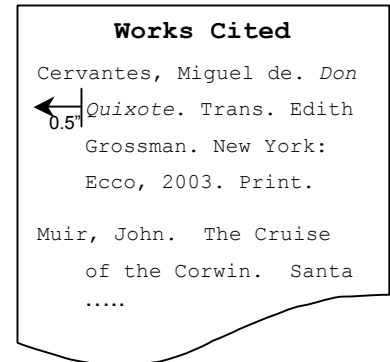 Works Cited
Cervantes, Miguel de. Don
Quixote. Trans. Edith
0.5"
Grossman. New York:
Ecco, 2003. Print.
Muir, John. The Cruise
of the Corwin. Santa
.....